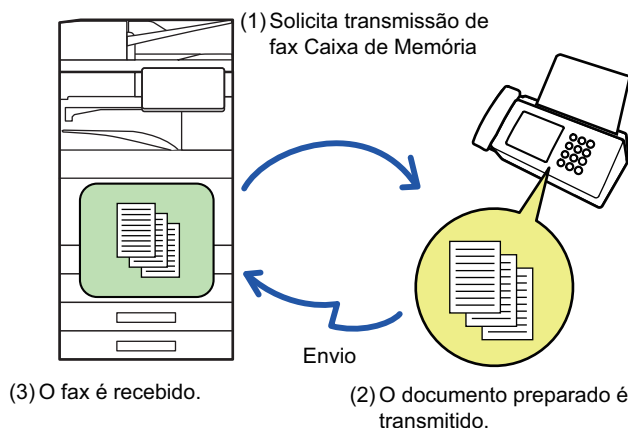 (1) Solicita transmissão de
fax Caixa de Memória
Envio
(3) O fax é recebido.
(2) O documento preparado é
transmitido.